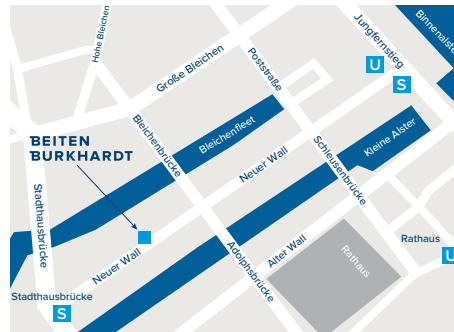 Hohe Bleichen
Große Bleichen
Poststraße
Jungfernstieg
Binnenalster
U
S
Bleichenbrücke
Bleichenfleet
Neuer Wall
Schleusenbrücke
Kleine Alster
BEITEN
BURKHARDT
Stadthausbrücke
Neuer Wall
Adolphsbrücke
Alter Wall
Rathaus
Rathaus
U
Stadthausbrücke
S